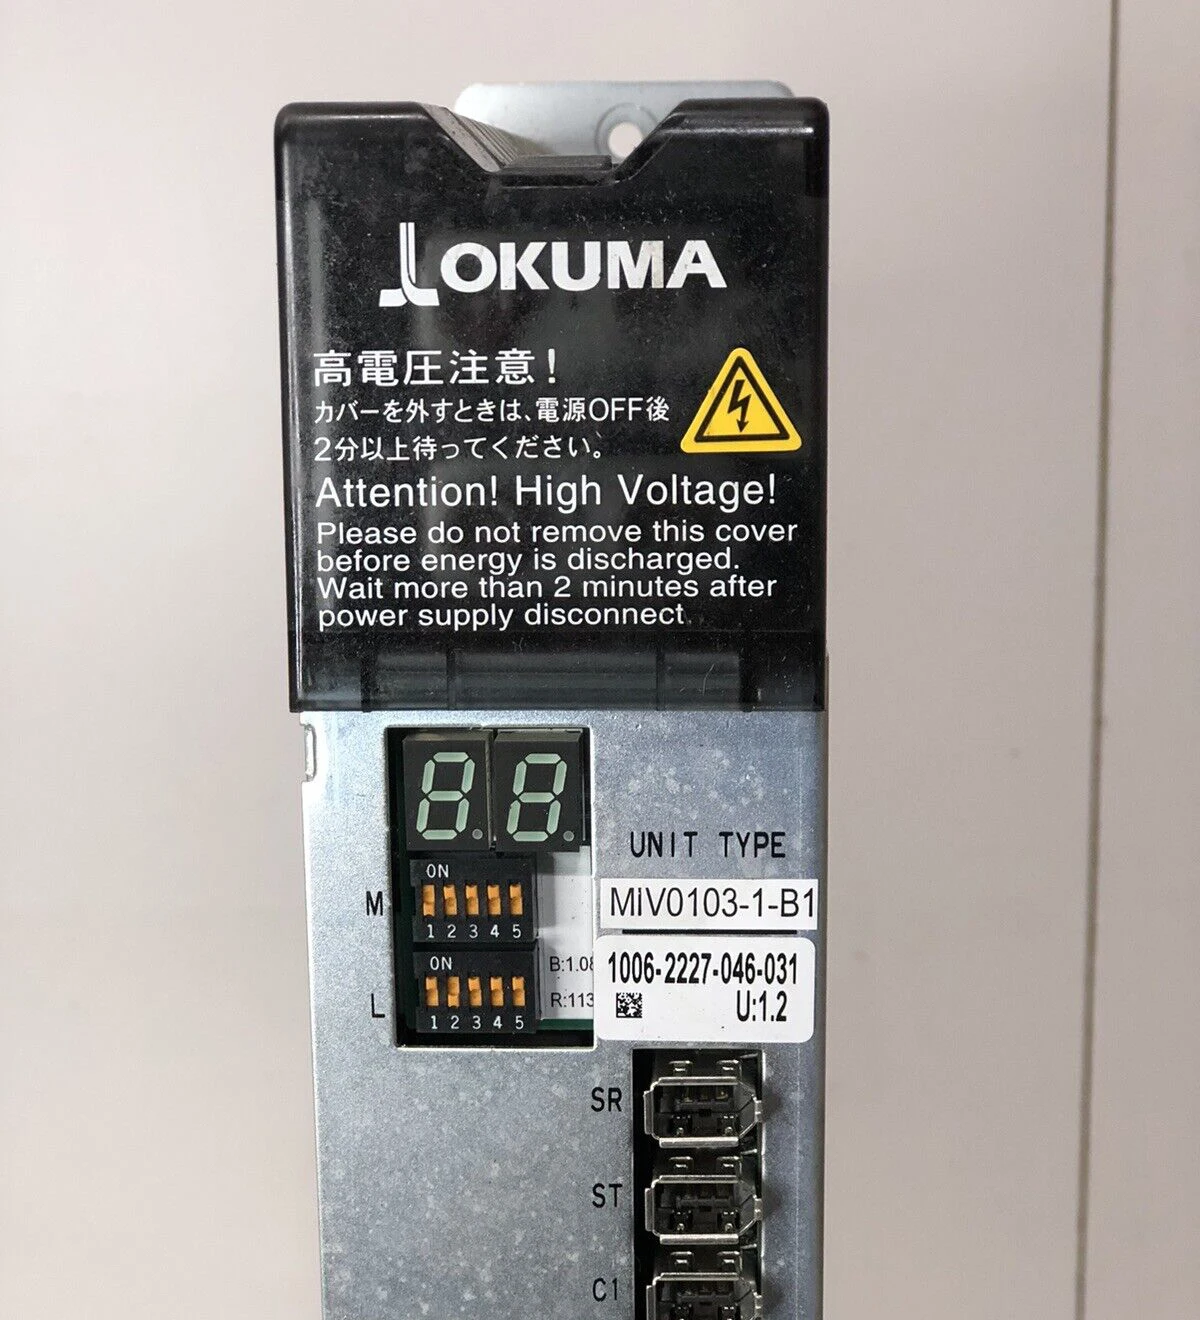 OKUMA
高電圧注意!
カバーを外すときは、電源OFF後
2分以上待ってください。
Attention! High Voltage!
Please do not remove this cover
before energy is discharged.
Wait more than 2 minutes after
power supply disconnect.
UNIT TYPE
MIV0103-1-B1
M
ON
1 2 3 4 5
1006-2227-046-031
U:1.2
L
ON
1 2 3 4 5
B:1.08
R:113
SR
ST
C1